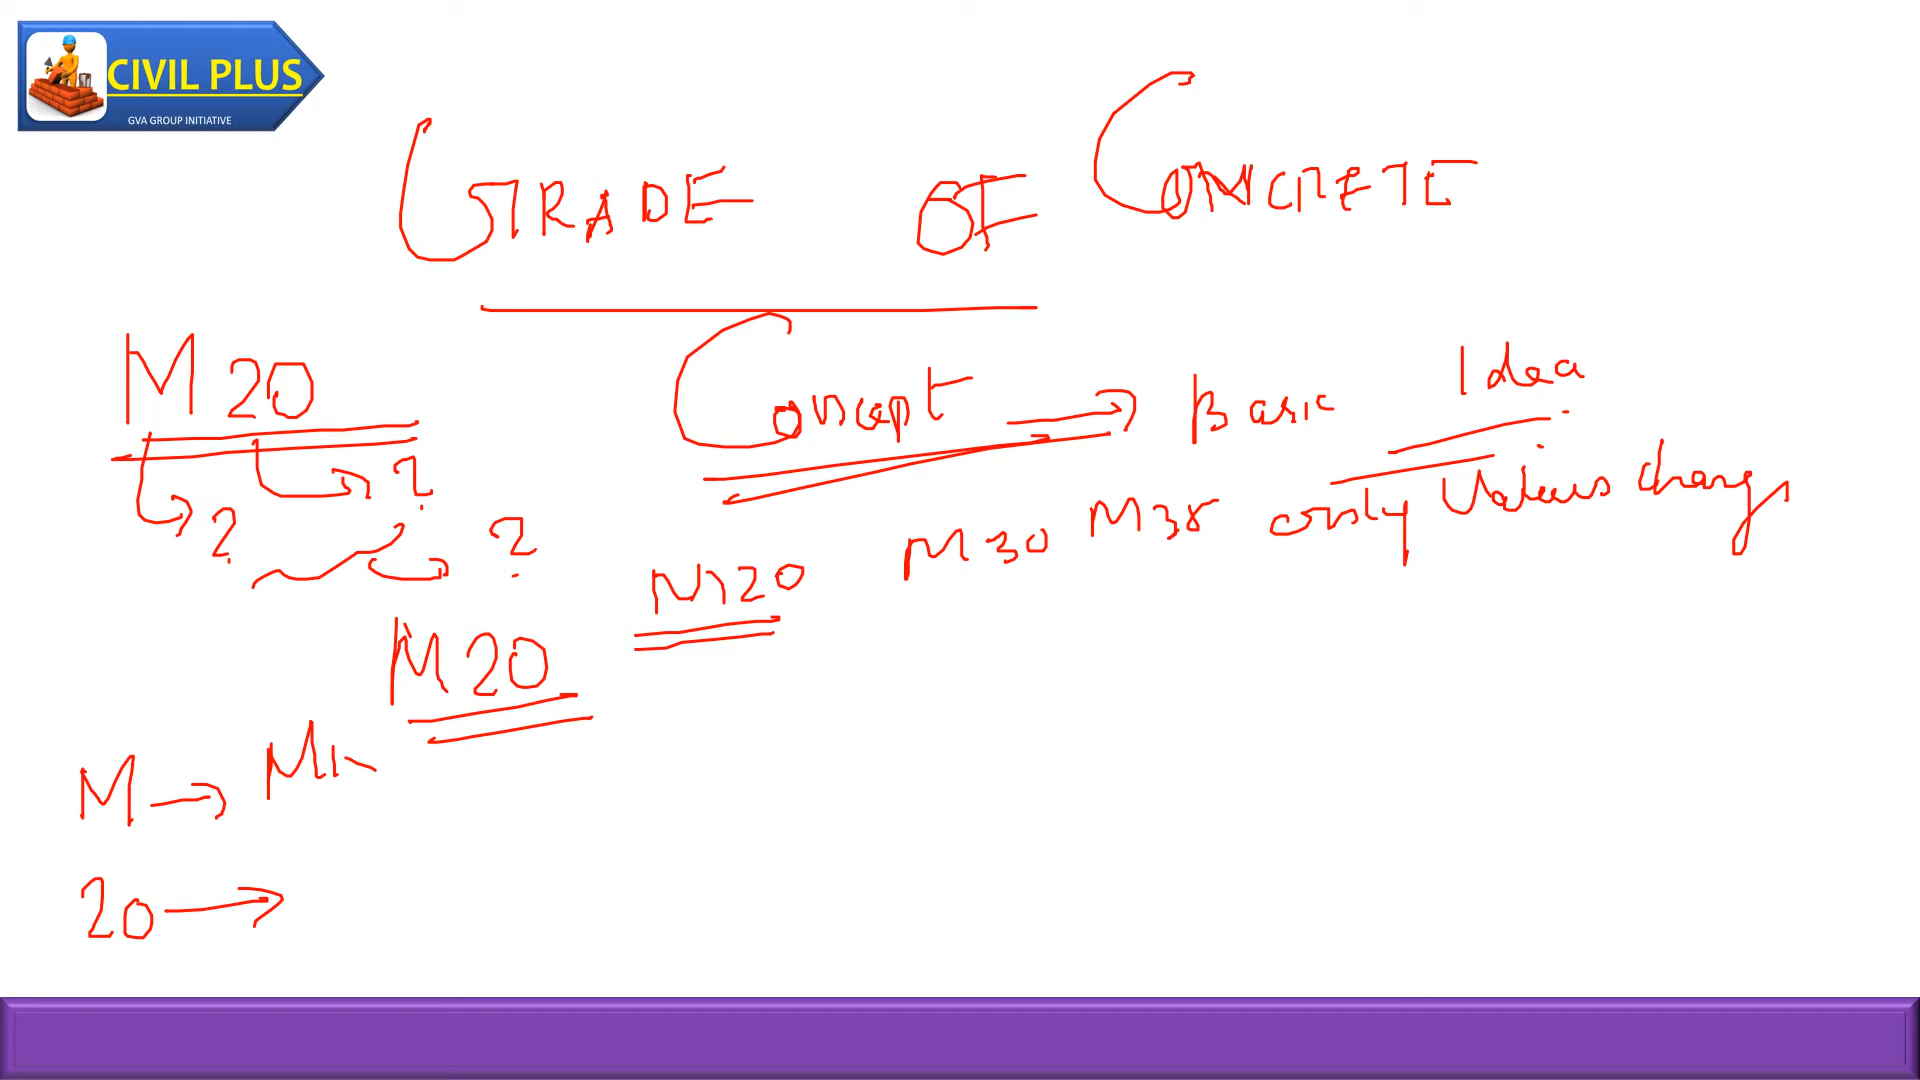 CIVIL PLUS
GVA GROUP INITIATIVE
GRADE OF CONCRETE
M20
Concept → Basic Idea
? ?
M20 M30 M35 only Values change
?
M20
M → Mix
20 →